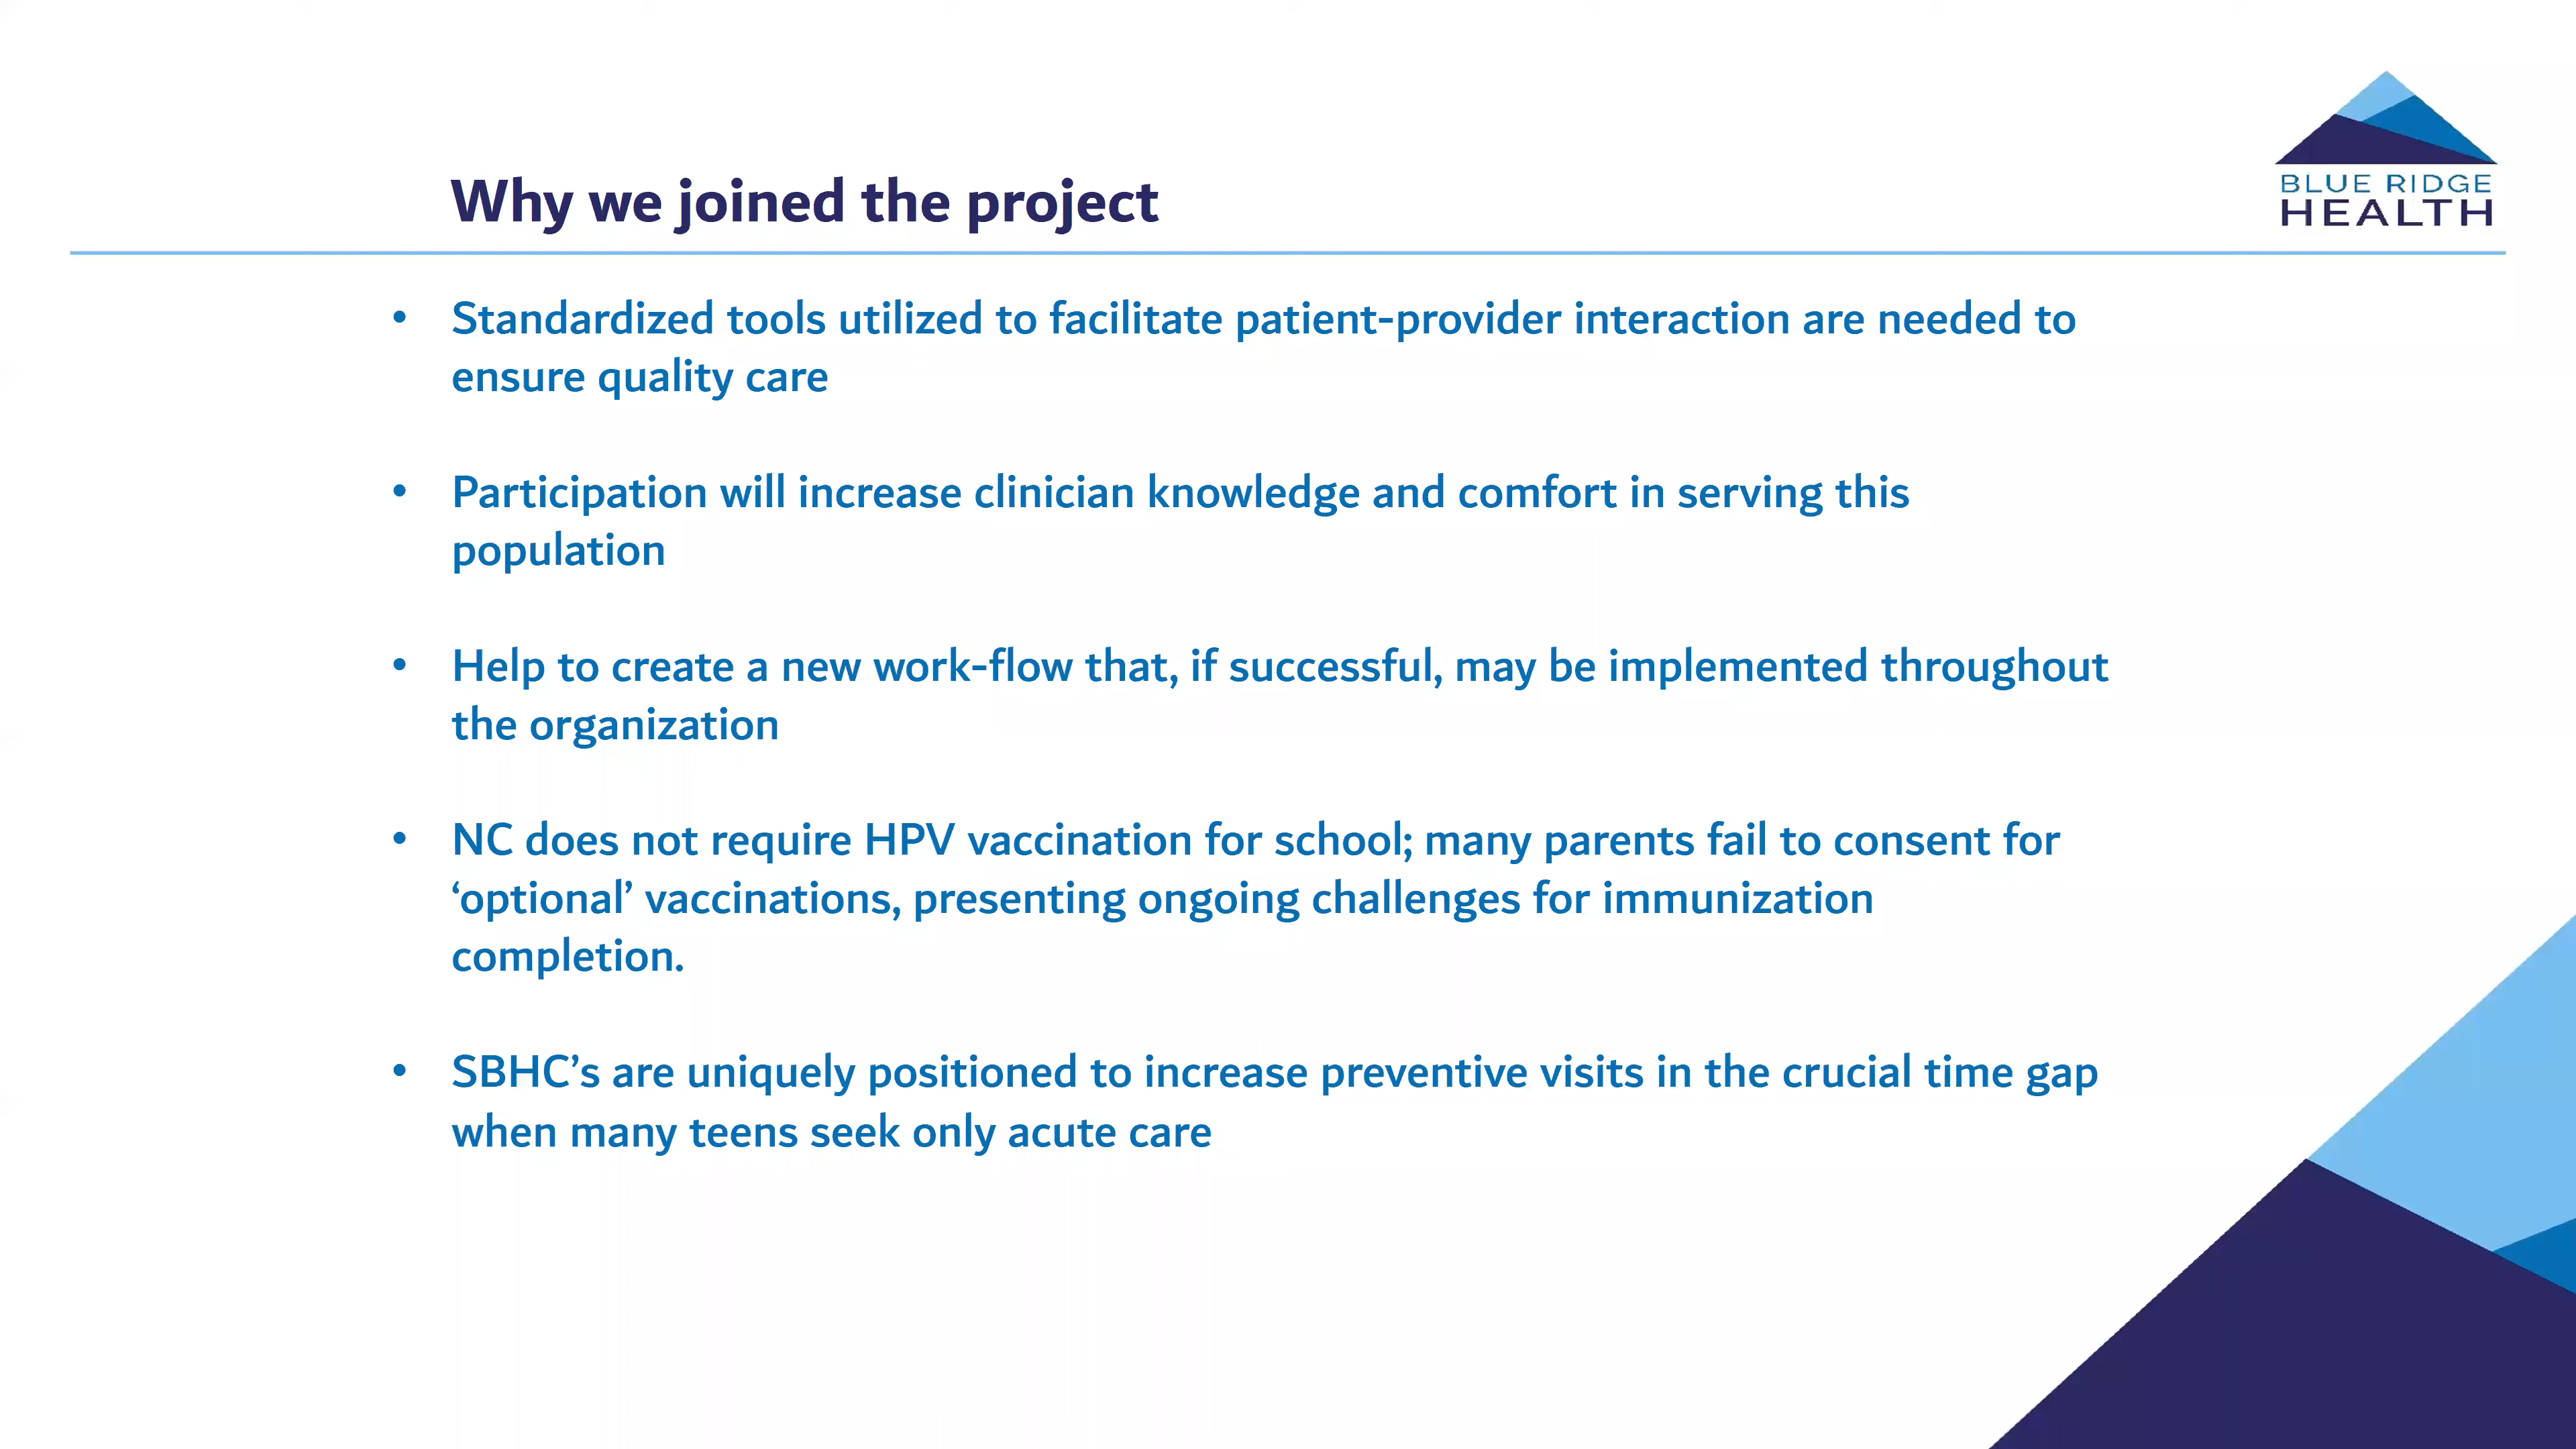 BLUE RIDGE
HEALTH
Why we joined the project
• Standardized tools utilized to facilitate patient-provider interaction are needed to
ensure quality care
• Participation will increase clinician knowledge and comfort in serving this
population
• Help to create a new work-flow that, if successful, may be implemented throughout
the organization
• NC does not require HPV vaccination for school; many parents fail to consent for
‘optional’ vaccinations, presenting ongoing challenges for immunization
completion.
• SBHC’s are uniquely positioned to increase preventive visits in the crucial time gap
when many teens seek only acute care